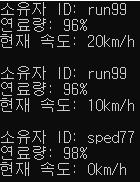 소유자 ID: run99
연료량: 96%
현재 속도: 20km/h
소유자 ID: run99
연료량: 96%
현재 속도: 10km/h
소유자 ID: sped77
연료량: 98%
현재 속도: 0km/h